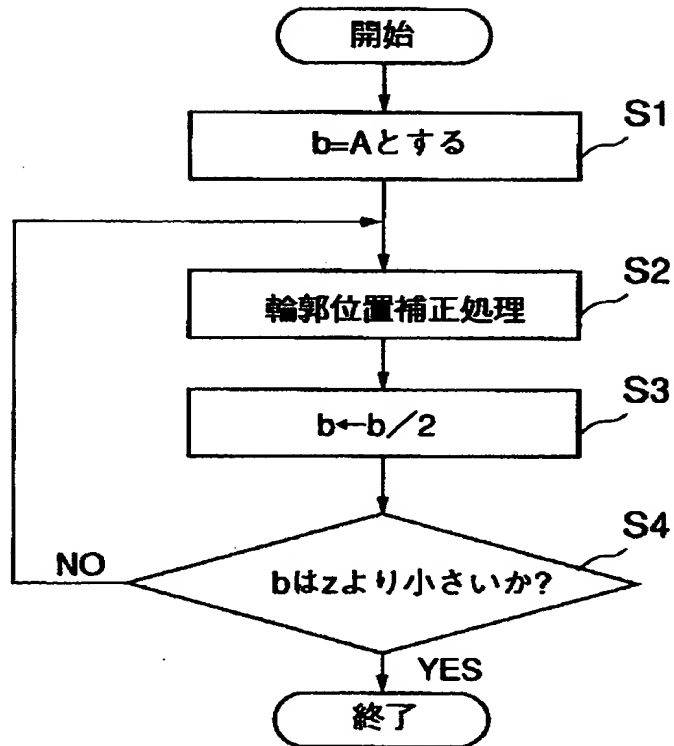 開始
b=Aとする
S1
輪郭位置補正処理
S2
b←b/2
S3
bはzより小さいか?
S4
NO
YES
終了